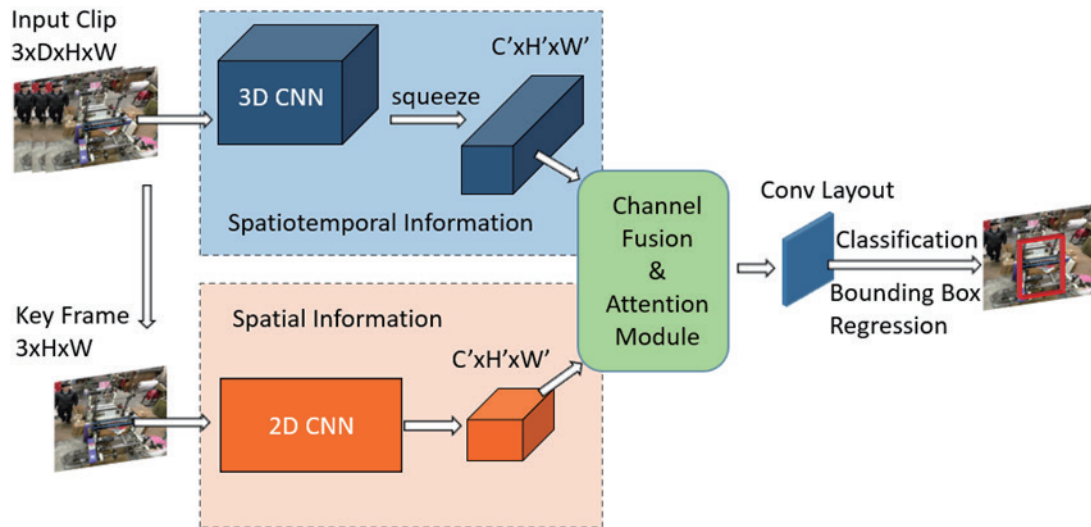 Input Clip
3xDxHxW
3D CNN
squeeze
C'xH'xW'
Spatiotemporal Information
Key Frame
3xHxW
Spatial Information
2D CNN
C'xH'xW'
Channel
Fusion
&
Attention
Module
Conv Layout
Classification
Bounding Box
Regression